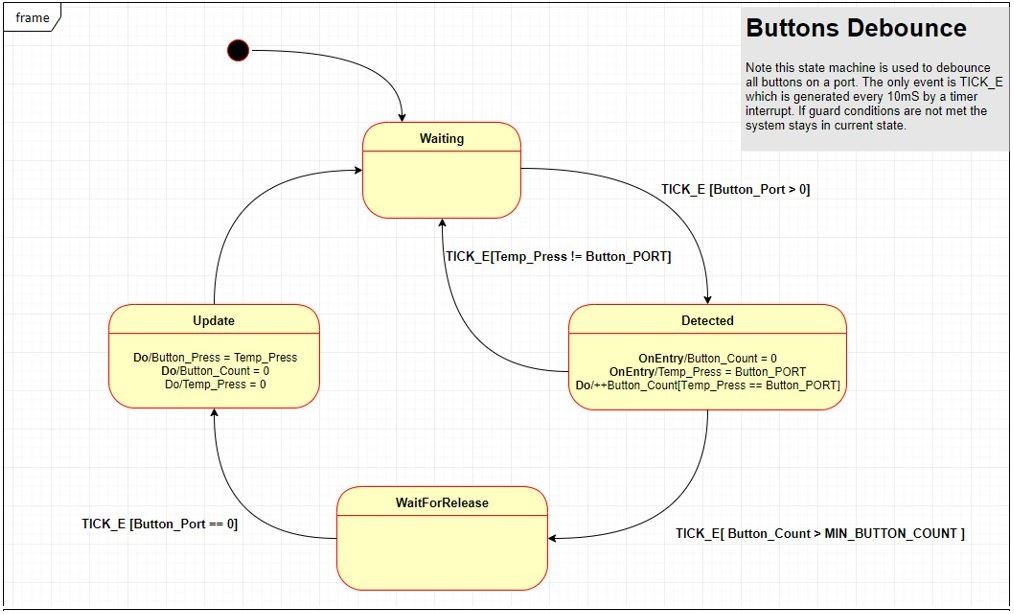 frame
Buttons Debounce
Note this state machine is used to debounce
all buttons on a port. The only event is TICK_E
which is generated every 10mS by a timer
interrupt. If guard conditions are not met the
system stays in current state.
Waiting
TICK_E [Button_Port > 0]
TICK_E[Temp_Press != Button_PORT]
Update
Do/Button_Press = Temp_Press
Do/Button_Count = 0
Do/Temp_Press = 0
Detected
OnEntry/Button_Count = 0
OnEntry/Temp_Press = Button_PORT
Do/++Button_Count[Temp_Press == Button_PORT]
WaitForRelease
TICK_E [Button_Port == 0]
TICK_E[ Button_Count > MIN_BUTTON_COUNT ]